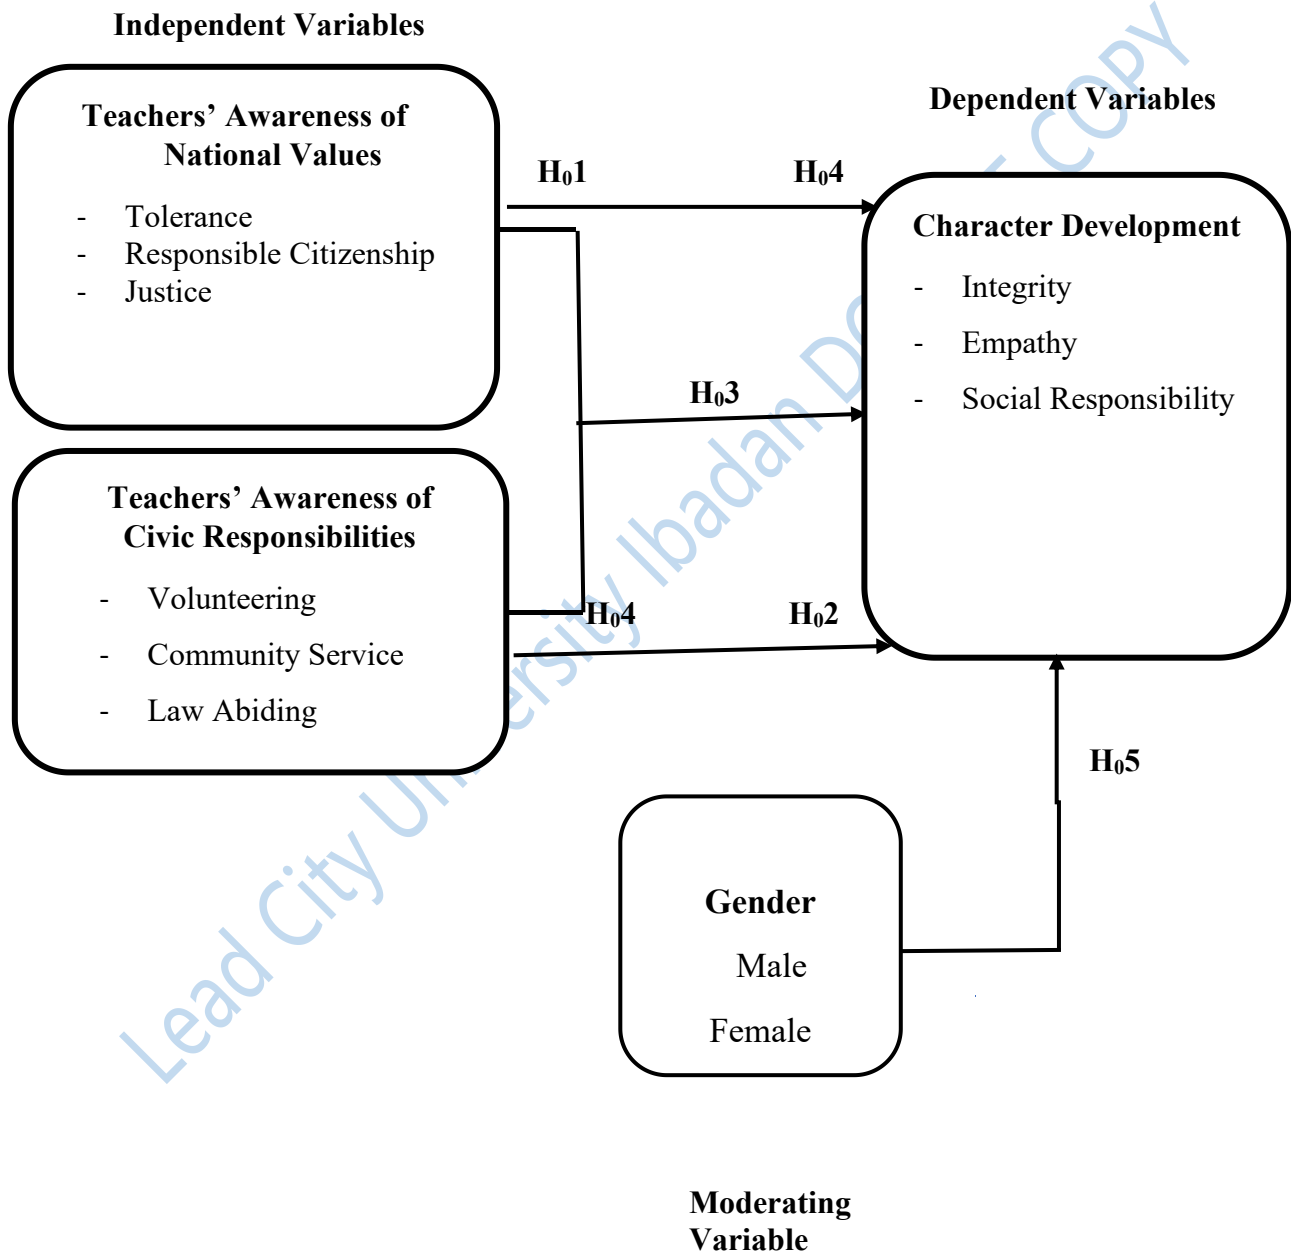 Independent Variables
Teachers’ Awareness of
National Values
- Tolerance
- Responsible Citizenship
- Justice
Dependent Variables
H₀1 H₀4
Character Development
- Integrity
- Empathy
- Social Responsibility
H₀3
Teachers’ Awareness of
Civic Responsibilities
- Volunteering
- Community Service
- Law Abiding
H₀4 H₀2
H₀5
Gender
Male
Female
Moderating
Variable
Lead City University Ibadan COPY